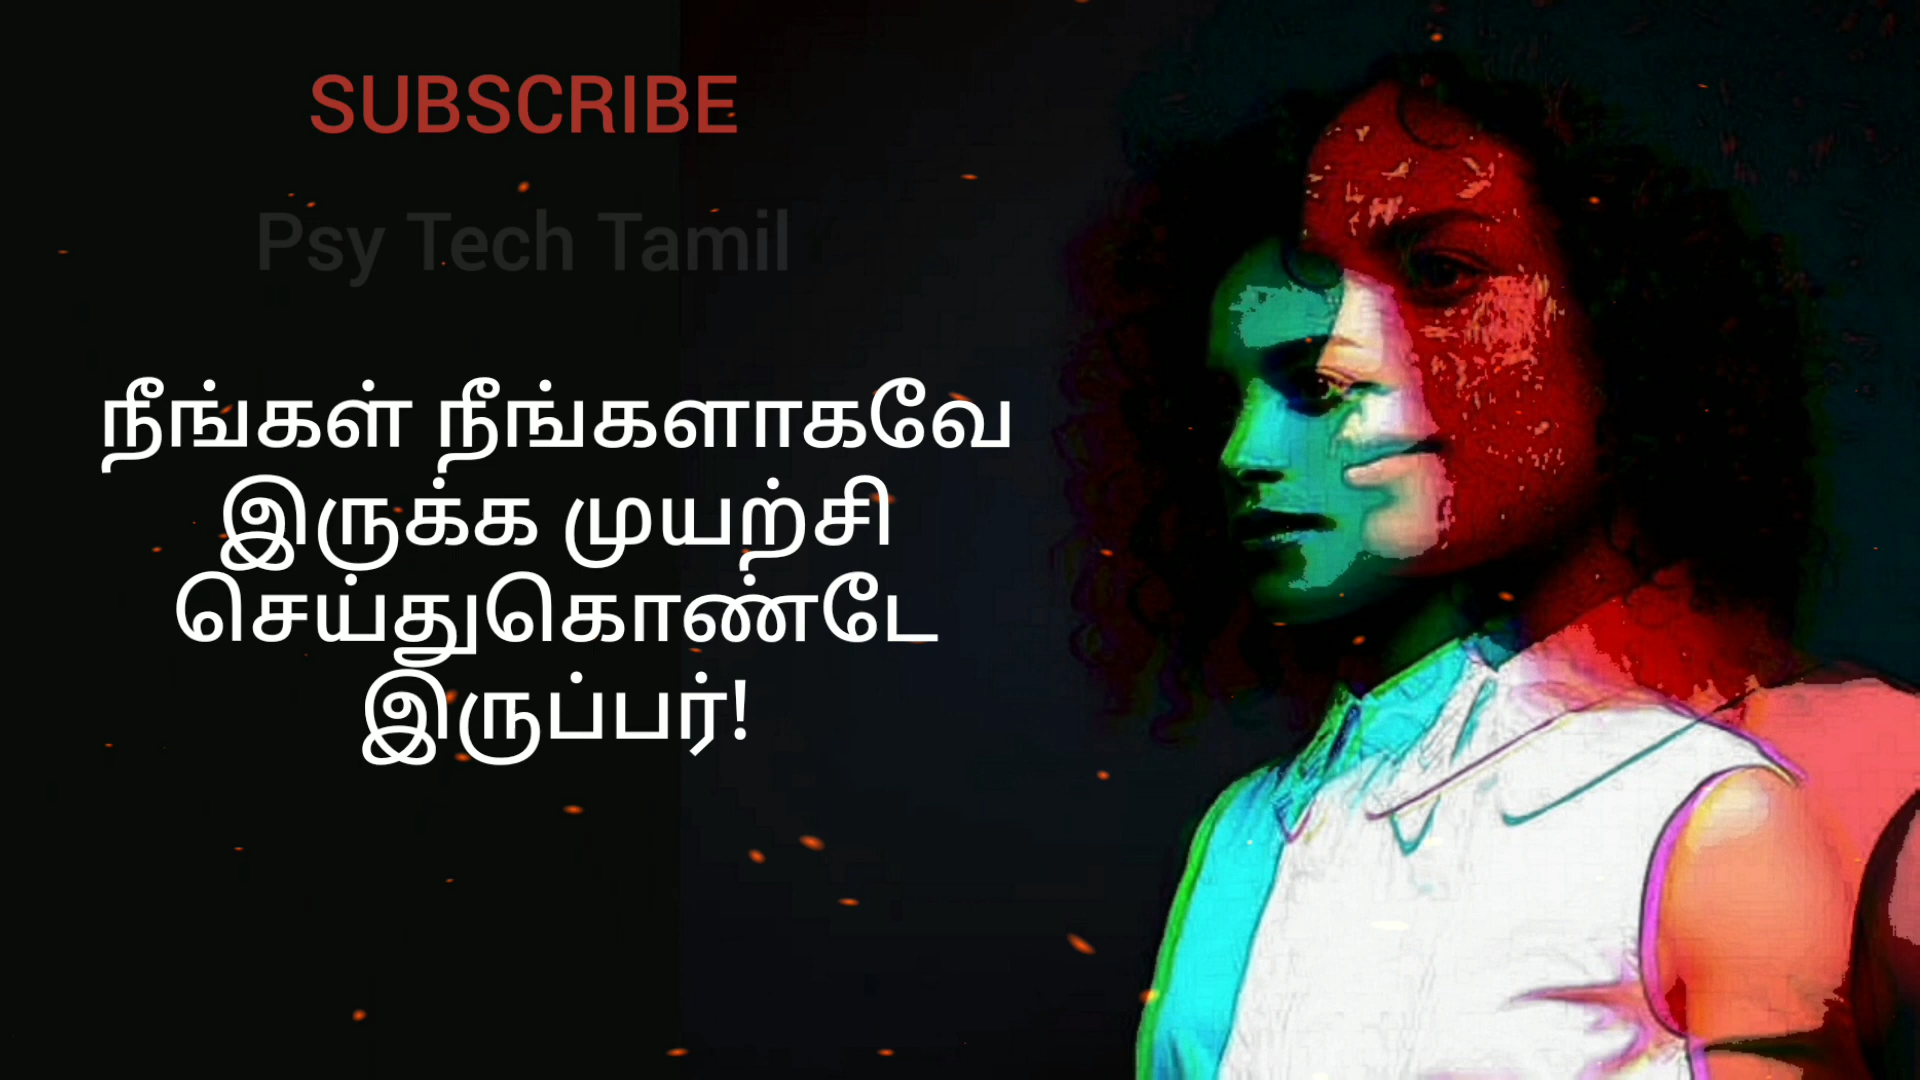 SUBSCRIBE
Psy Tech Tamil
நீங்கள் நீங்களாகவே
இருக்க முயற்சி
செய்துகொண்டே
இருப்பர்!